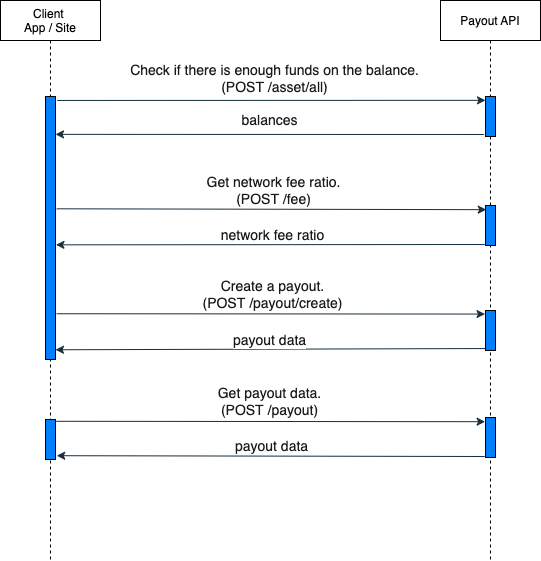 Client
App / Site
Payout API
Check if there is enough funds on the balance.
(POST /asset/all)
balances
Get network fee ratio.
(POST /fee)
network fee ratio
Create a payout.
(POST /payout/create)
payout data
Get payout data.
(POST /payout)
payout data